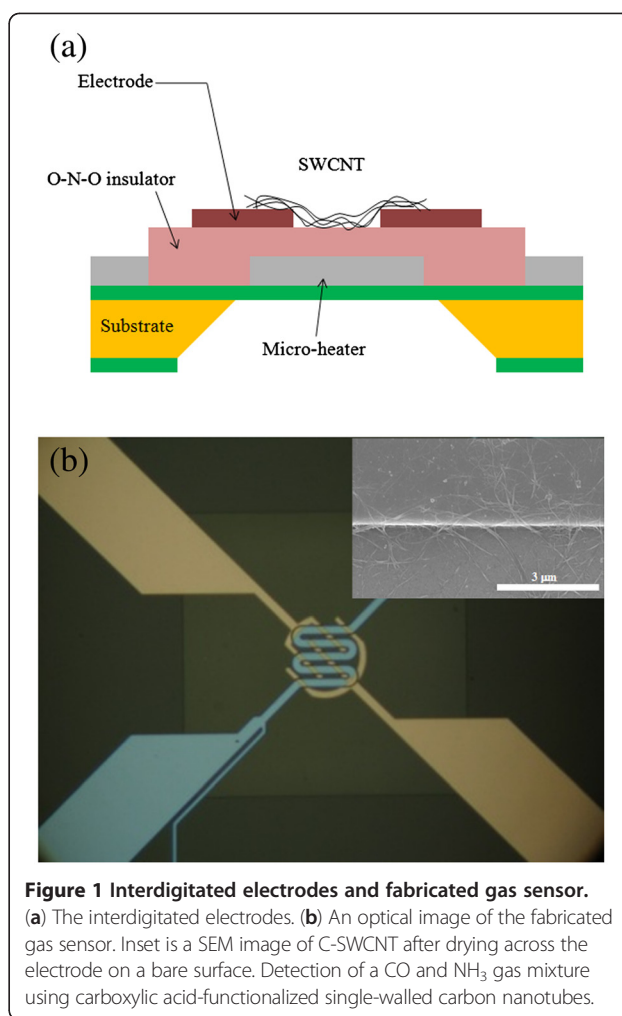 (a)
Electrode
SWCNT
O-N-O insulator
Substrate
Micro-heater
(b)
3 μm
Figure 1 Interdigitated electrodes and fabricated gas sensor.
(a) The interdigitated electrodes. (b) An optical image of the fabricated
gas sensor. Inset is a SEM image of C-SWCNT after drying across the
electrode on a bare surface. Detection of a CO and NH₃ gas mixture
using carboxylic acid-functionalized single-walled carbon nanotubes.